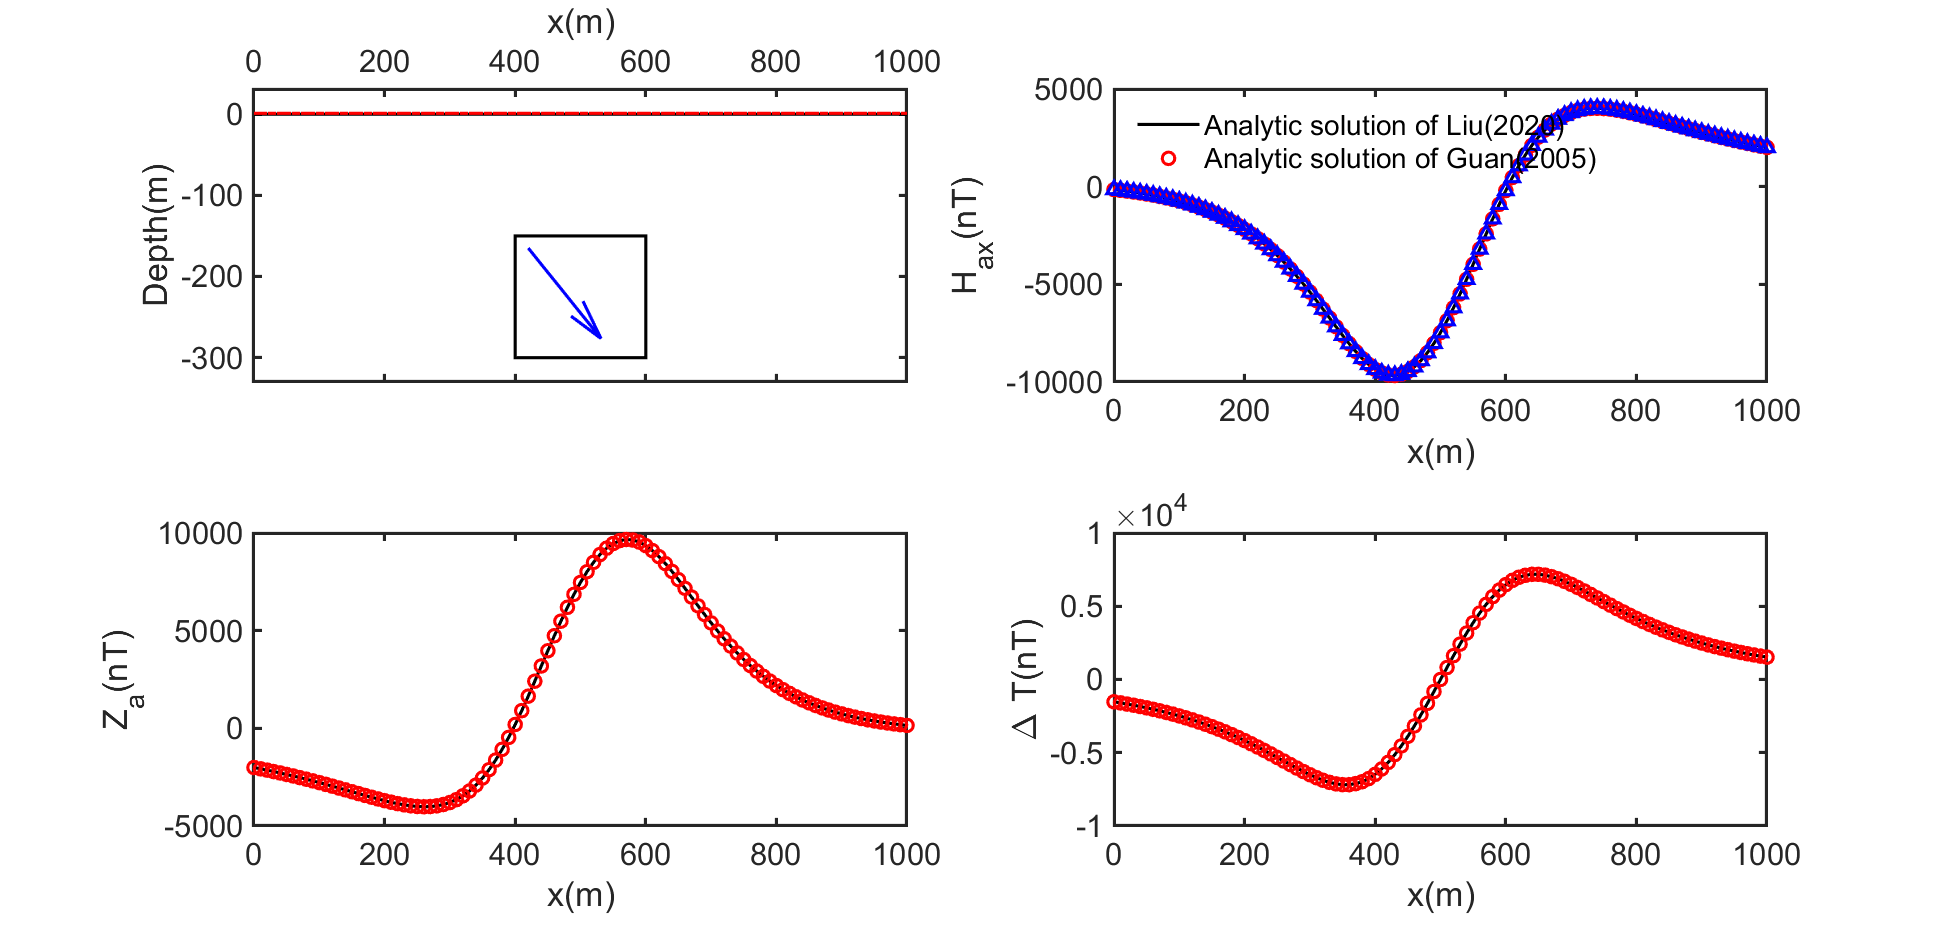 x(m)
0 200 400 600 800 1000
0
-100
-200
-300
Depth(m)
5000
0
-5000
-10000
H_ax(nT)
Analytic solution of Liu(2020)
Analytic solution of Guan(2005)
0 200 400 600 800 1000
x(m)
10000
5000
0
-5000
Z_a(nT)
0 200 400 600 800 1000
x(m)
×10^4
1
0.5
0
-0.5
-1
Δ T(nT)
0 200 400 600 800 1000
x(m)